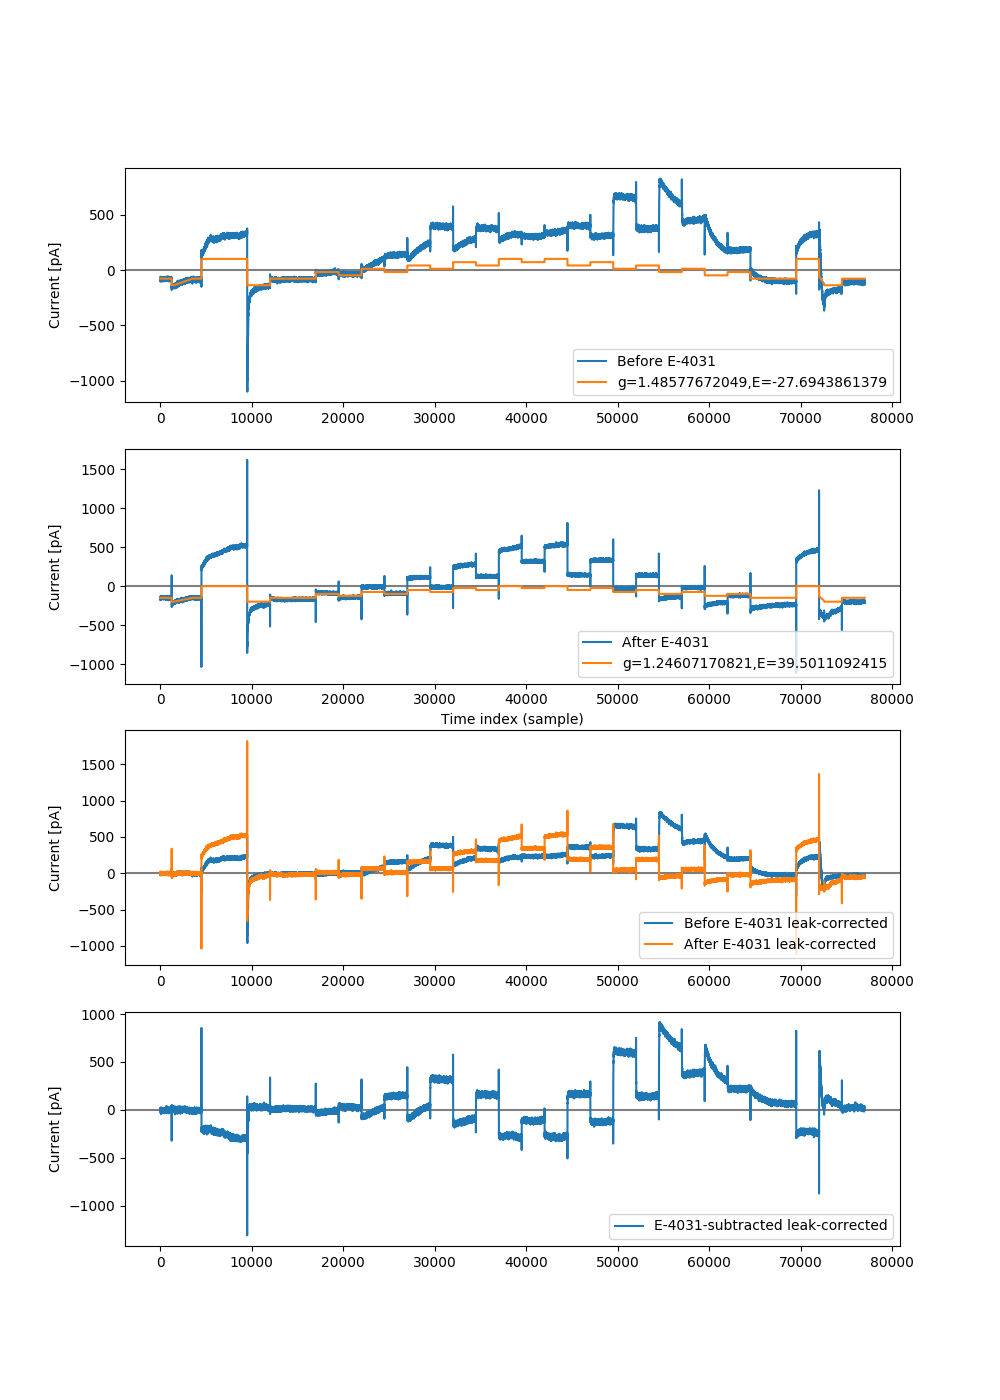 500
0
−500
−1000
Current [pA]
Before E-4031
g=1.48577672049,E=-27.6943861379
0 10000 20000 30000 40000 50000 60000 70000 80000
1500
1000
500
0
−500
−1000
Current [pA]
After E-4031
g=1.24607170821,E=39.5011092415
0 10000 20000 30000 40000 50000 60000 70000 80000
Time index (sample)
1500
1000
500
0
−500
−1000
Current [pA]
Before E-4031 leak-corrected
After E-4031 leak-corrected
0 10000 20000 30000 40000 50000 60000 70000 80000
1000
500
0
−500
−1000
Current [pA]
E-4031-subtracted leak-corrected
0 10000 20000 30000 40000 50000 60000 70000 80000